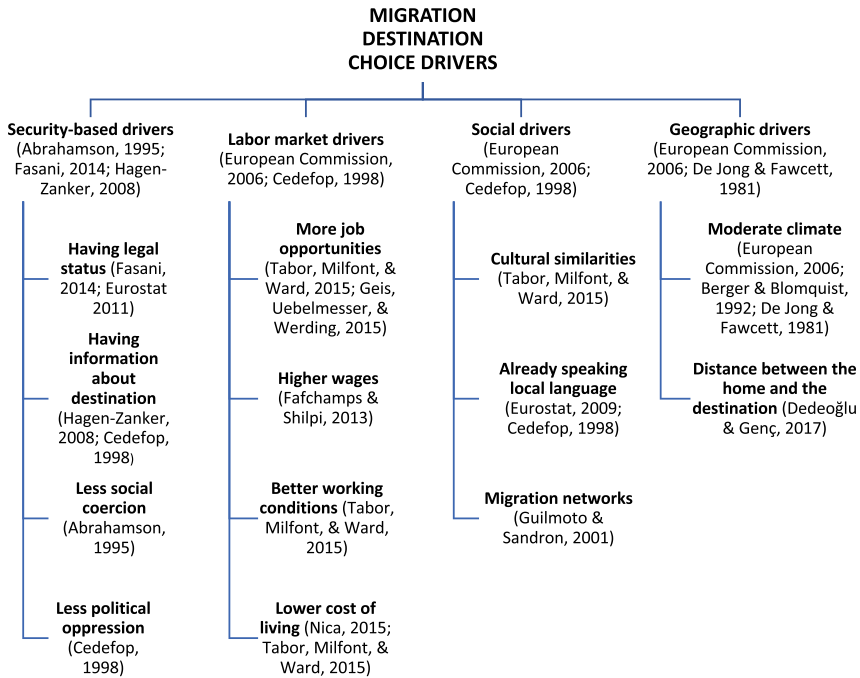 MIGRATION
DESTINATION
CHOICE DRIVERS
Security-based drivers
(Abrahamson, 1995;
Fasani, 2014; Hagen-
Zanker, 2008)
Having legal
status (Fasani,
2014; Eurostat
2011)
Having
information
about
destination
(Hagen-Zanker,
2008; Cedefop,
1998)
Less social
coercion
(Abrahamson,
1995)
Less political
oppression
(Cedefop,
1998)
Labor market drivers
(European Commission,
2006; Cedefop, 1998)
More job
opportunities
(Tabor, Milfont, &
Ward, 2015; Geis,
Uebelmesser, &
Werding, 2015)
Higher wages
(Fafchamps &
Shilpi, 2013)
Better working
conditions (Tabor,
Milfont, & Ward,
2015)
Lower cost of
living (Nica, 2015;
Tabor, Milfont, &
Ward, 2015)
Social drivers
(European
Commission, 2006;
Cedefop, 1998)
Cultural similarities
(Tabor, Milfont, &
Ward, 2015)
Already speaking
local language
(Eurostat, 2009;
Cedefop, 1998)
Migration networks
(Guilmoto &
Sandron, 2001)
Geographic drivers
(European Commission,
2006; De Jong & Fawcett,
1981)
Moderate climate
(European
Commission, 2006;
Berger & Blomquist,
1992; De Jong &
Fawcett, 1981)
Distance between the
home and the
destination (Dedeoğlu
& Genç, 2017)